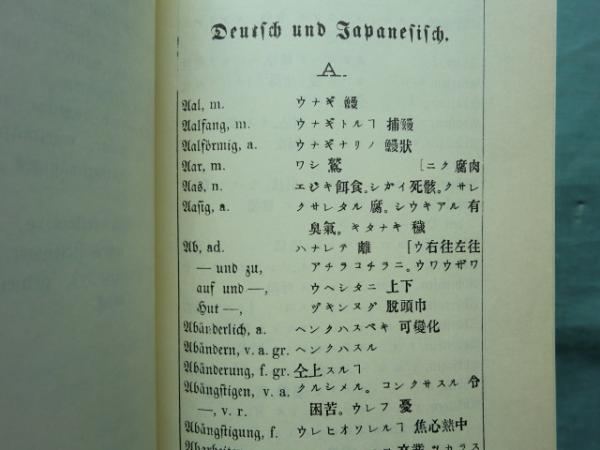 Deutsch und Japanesisch.
A.
Aal, m. ウナギ 鰻
Aalfang, m. ウナギトルヿ 捕鰻
Aalförmig, a. ウナギナリノ 鰻狀
Aar, m. ワシ 鷲 [ニク 腐肉
Aas, n. エジキ 餌食。シガイ 死骸。クサレ
Aasig, a. クサレタル 腐。シウキアル 有
臭氣。キタナキ 穢
Ab, ad. ハナレテ 離 [ウ 右往左往
— und zu, アチラコチラニ。ウワウザワ
auf und —, ウヘシタニ 上下
Hut —, ヅキンヌグ 脫頭巾
Abänderlich, a. ヘンクハスベキ 可變化
Abändern, v. a. gr. ヘンクハスル
Abänderung, f. gr. 仝上スルヿ
Abängstigen, v. a. クルシメル。コンクサスル 令
—, v. r. 困苦。ウレフ 憂
Abängstigung, f. ウレヒオソレルヿ 焦心熱中